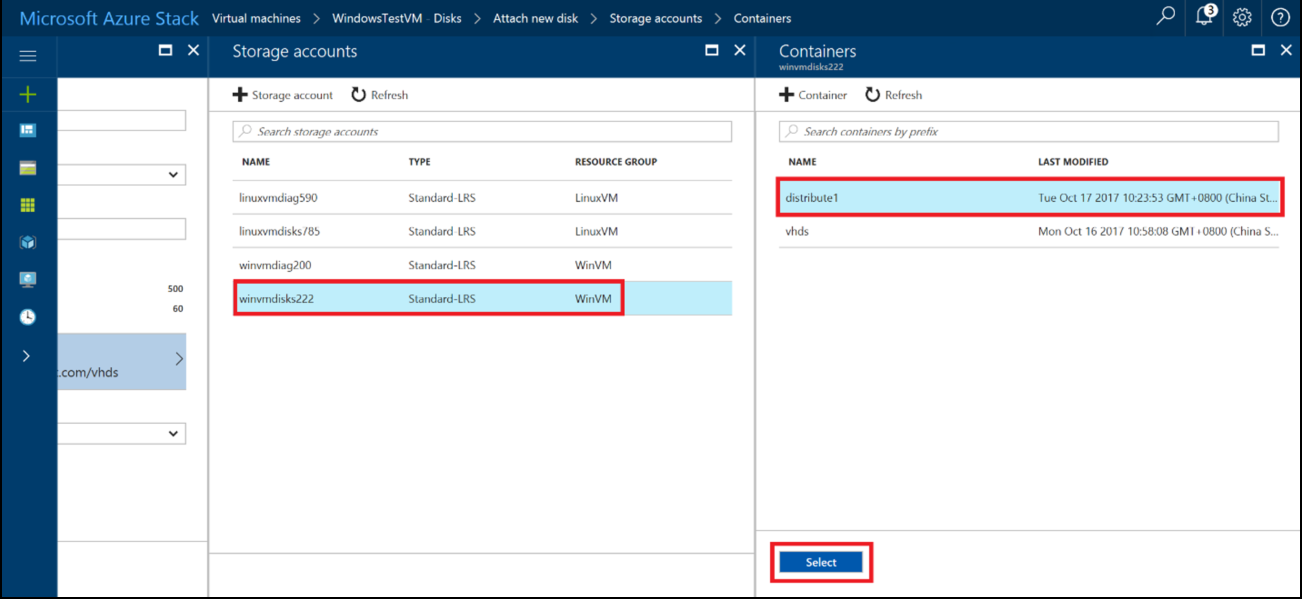 Microsoft Azure Stack Virtual machines > WindowsTestVM - Disks > Attach new disk > Storage accounts > Containers
3
Storage accounts
Containers
winvmdisks222
Storage account Refresh
Container Refresh
Search storage accounts
Search containers by prefix
NAME TYPE RESOURCE GROUP
NAME LAST MODIFIED
linuxvmdiag590 Standard-LRS LinuxVM
distribute1 Tue Oct 17 2017 10:23:53 GMT+0800 (China St...
linuxvmdisks785 Standard-LRS LinuxVM
vhds Mon Oct 16 2017 10:58:08 GMT+0800 (China S...
winvmdiag200 Standard-LRS WinVM
500
winvmdisks222 Standard-LRS WinVM
60
.com/vhds
Select